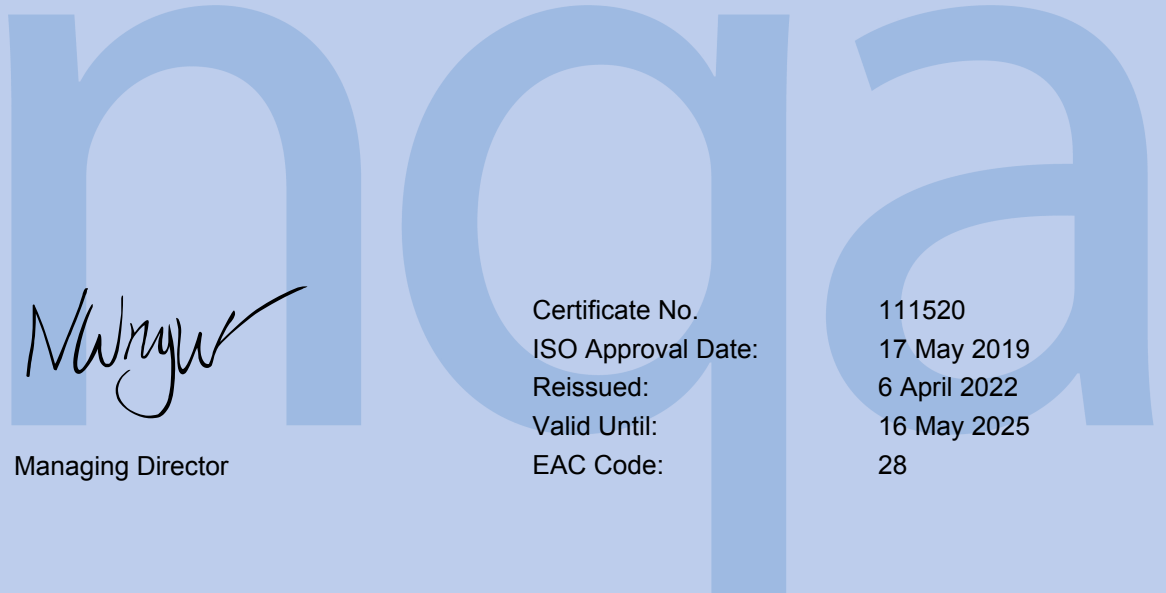 nqa
Certificate No. 111520
ISO Approval Date: 17 May 2019
Reissued: 6 April 2022
Valid Until: 16 May 2025
Managing Director
EAC Code: 28